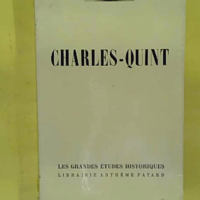 CHARLES-QUINT
LES GRANDES ÉTUDES HISTORIQUES
LIBRAIRIE ARTHÈME FAYARD